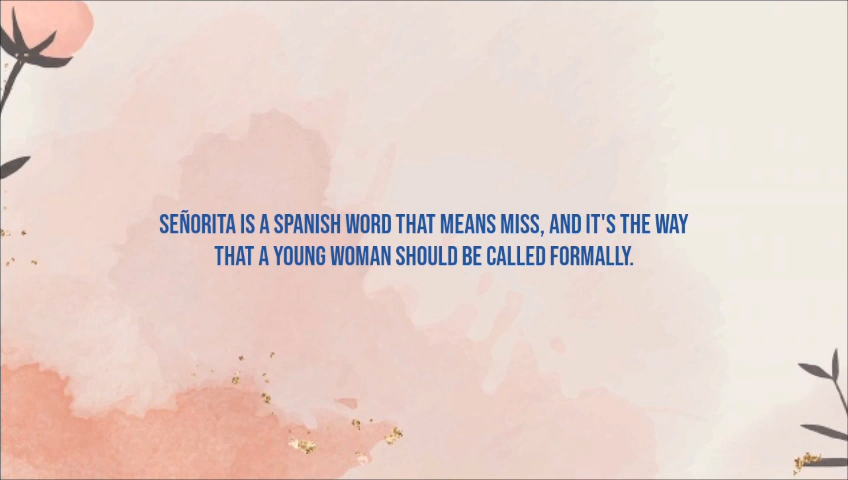 SEÑORITA IS A SPANISH WORD THAT MEANS MISS, AND IT'S THE WAY
THAT A YOUNG WOMAN SHOULD BE CALLED FORMALLY.